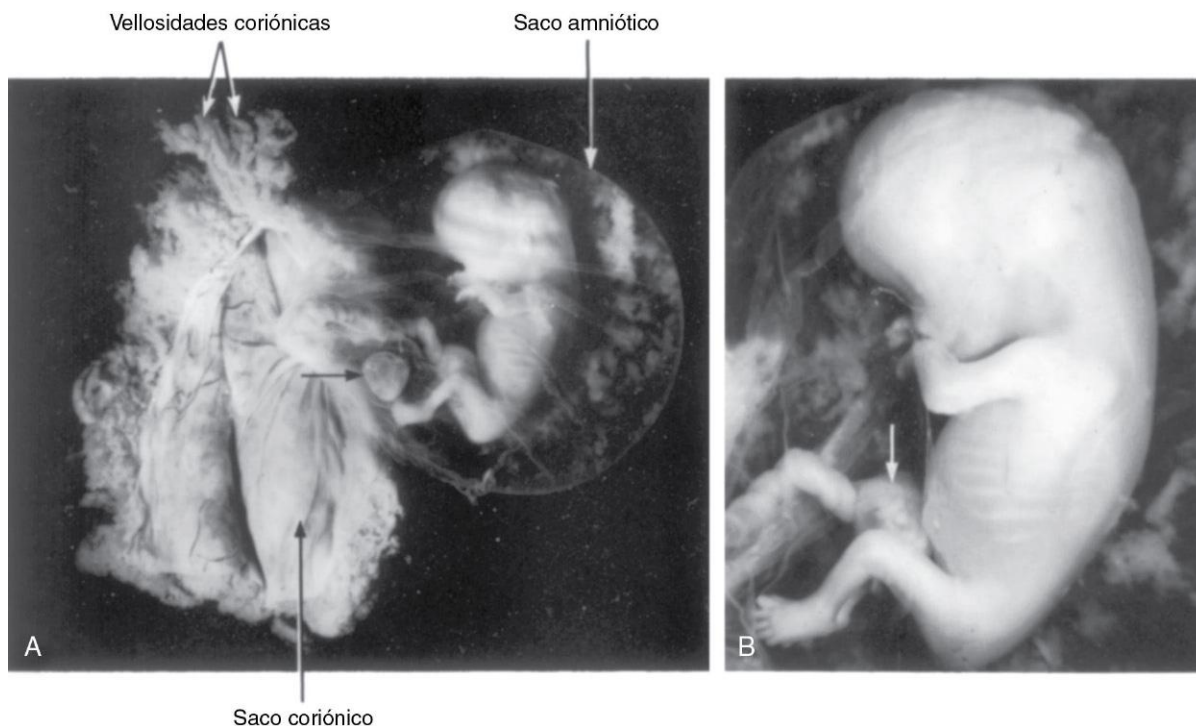 Vellosidades coriónicas
Saco amniótico
A
B
Saco coriónico